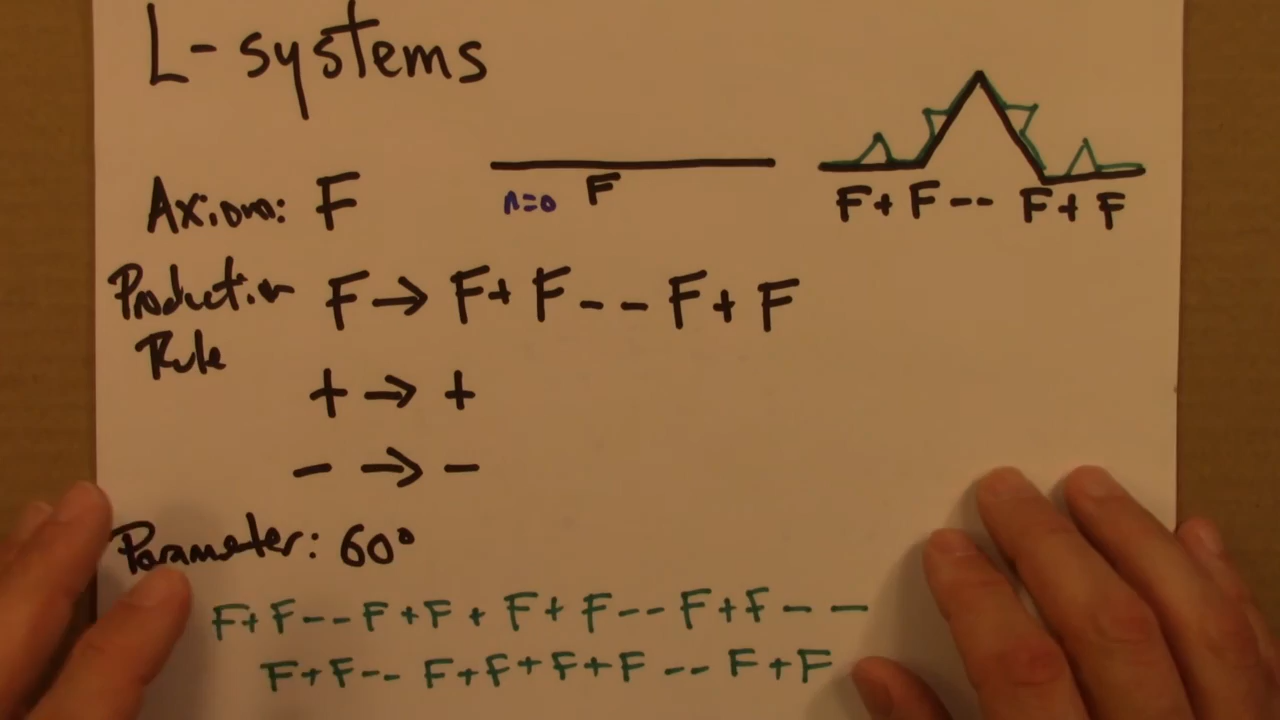 L-systems
Axiom: F
F
n=0
F+F-- F+F
Production
Rule
F→F+F--F+F
+→+
-→-
Parameter: 60°
F+F--F+F+F+F--F+F--
F+F--F+F+F+F--F+F